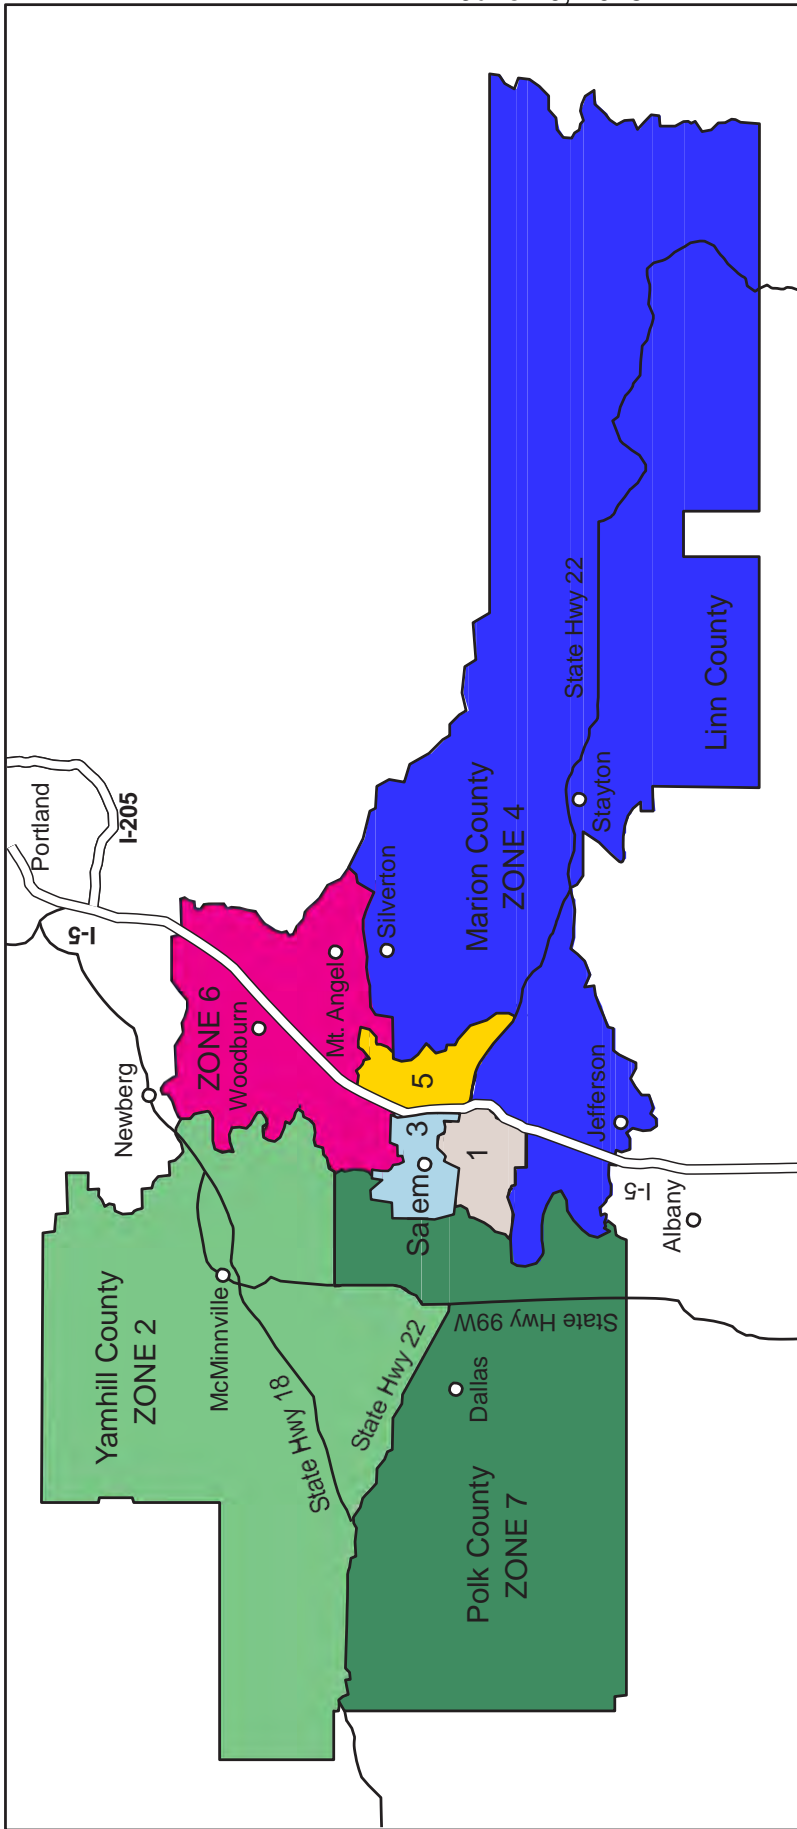 Portland
I-205
I-5
Newberg
ZONE 6
Woodburn
Mt. Angel
Silverton
Marion County
ZONE 4
State Hwy 22
Stayton
Linn County
5
3
Salem
1
Jefferson
I-5
Albany
Yamhill County
ZONE 2
McMinnville
State Hwy 18
State Hwy 22
State Hwy 99W
Dallas
Polk County
ZONE 7